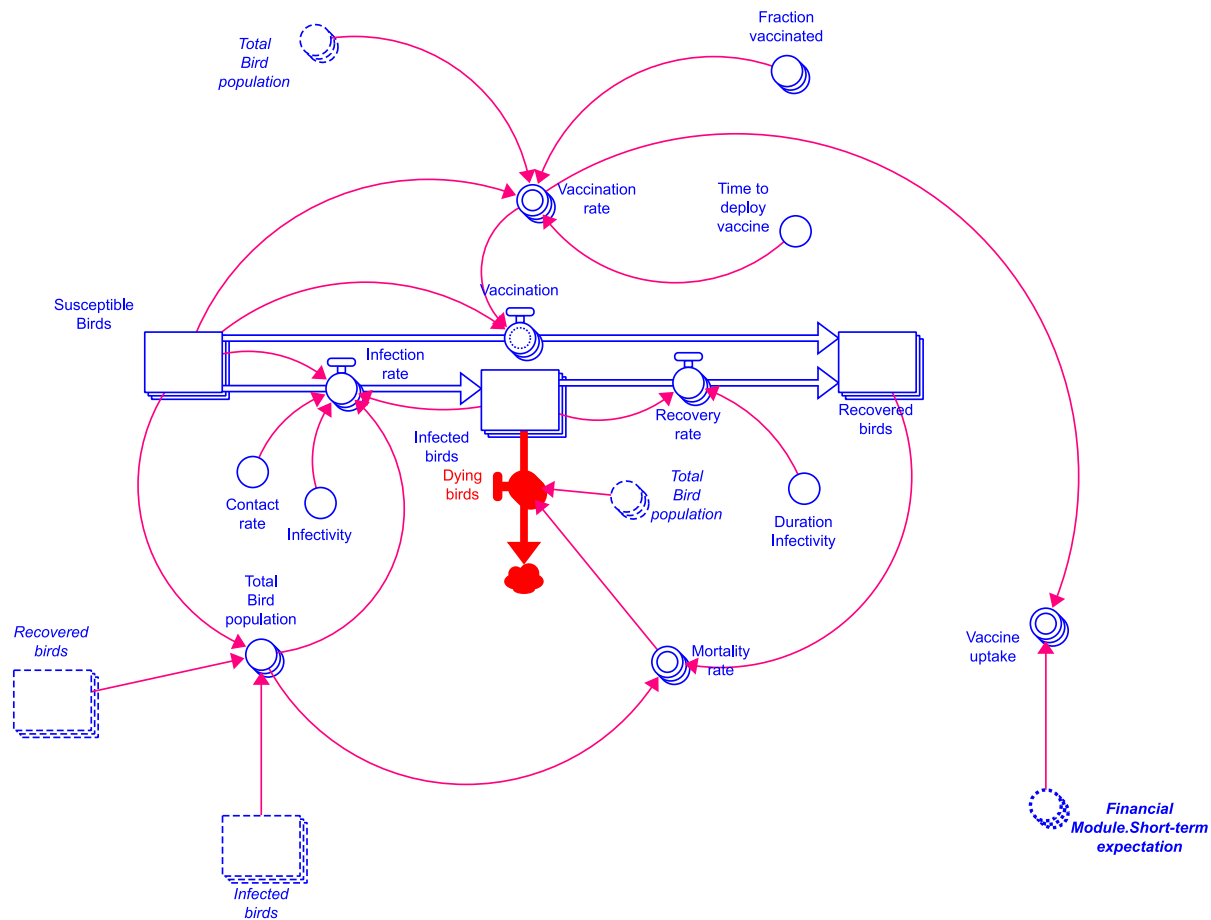 Total
Bird
population
Fraction
vaccinated
Vaccination
rate
Time to
deploy
vaccine
Susceptible
Birds
Vaccination
Infection
rate
Recovery
rate
Recovered
birds
Infected
birds
Dying
birds
Total
Bird
population
Contact
rate
Infectivity
Duration
Infectivity
Total
Bird
population
Recovered
birds
Mortality
rate
Vaccine
uptake
Financial
Module.Short-term
expectation
Infected
birds